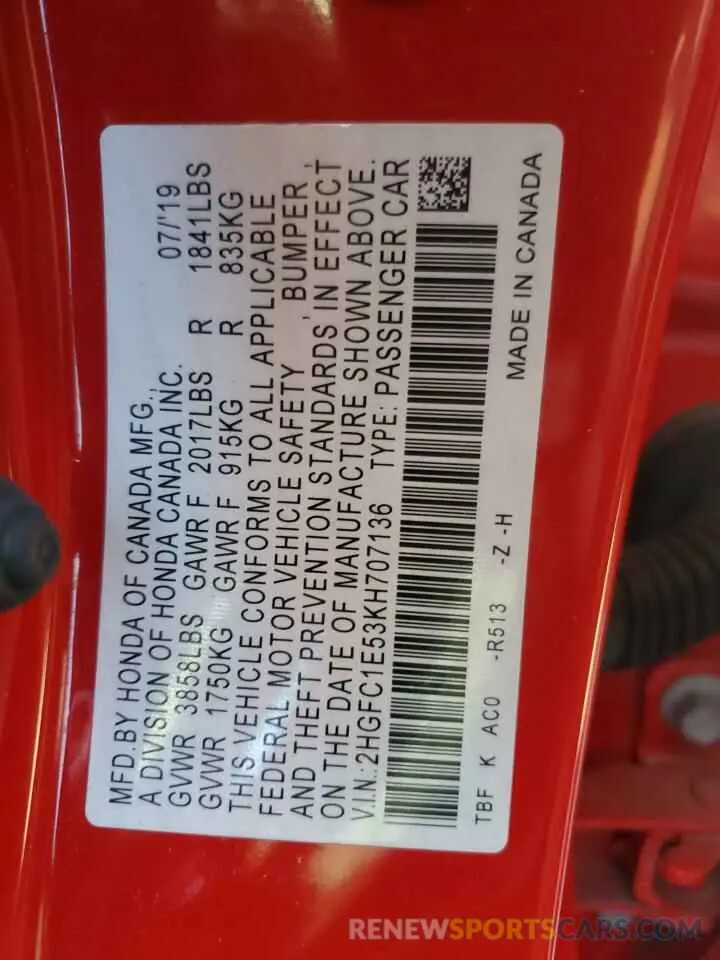 MFD.BY HONDA OF CANADA MFG., 07/'19
A DIVISION OF HONDA CANADA INC.
GVWR 3858LBS GAWR F 2017LBS R 1841LBS
GVWR 1750KG GAWR F 915KG R 835KG
THIS VEHICLE CONFORMS TO ALL APPLICABLE
FEDERAL MOTOR VEHICLE SAFETY , BUMPER ,
AND THEFT PREVENTION STANDARDS IN EFFECT
ON THE DATE OF MANUFACTURE SHOWN ABOVE.
V.I.N.:2HGFC1E53KH707136 TYPE: PASSENGER CAR
TBF K AC0 -R513 -Z -H MADE IN CANADA
RENEWSPORTSCARS.COM